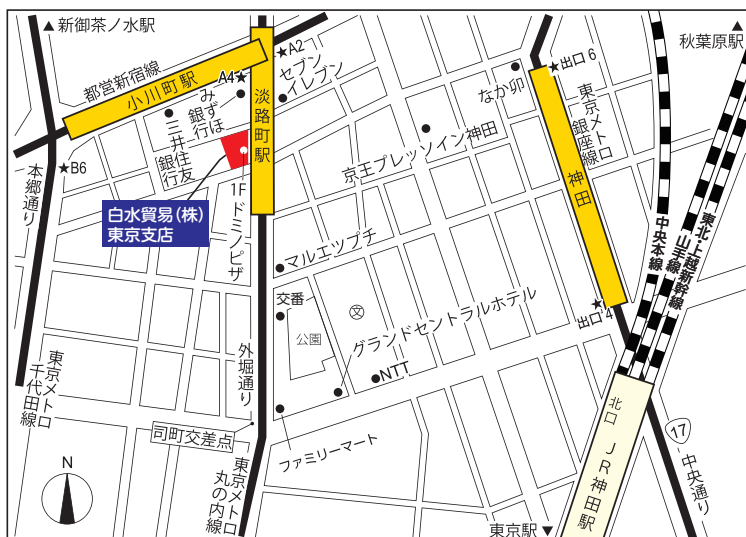 ▲新御茶ノ水駅
秋葉原駅
▲
都営新宿線
小川町駅
A4★
★A2
セブン
イレブン
みずほ
銀行
三井住友
銀行
淡路町駅
なか卯
★出口6
東京メトロ
銀座線
神田
京王プレッソイン神田
本郷通り
★B6
白水貿易(株)
東京支店
1F
ドミノピザ
マルエツプチ
交番
公園
文
グランドセントラルホテル
NTT
ファミリーマート
外堀通り
司町交差点
東京メトロ
千代田線
東京メトロ
丸の内線
N
★
出口4
中央本線
山手線
東北・上越新幹線
北口
JR神田駅
17
中央通り
東京駅▼